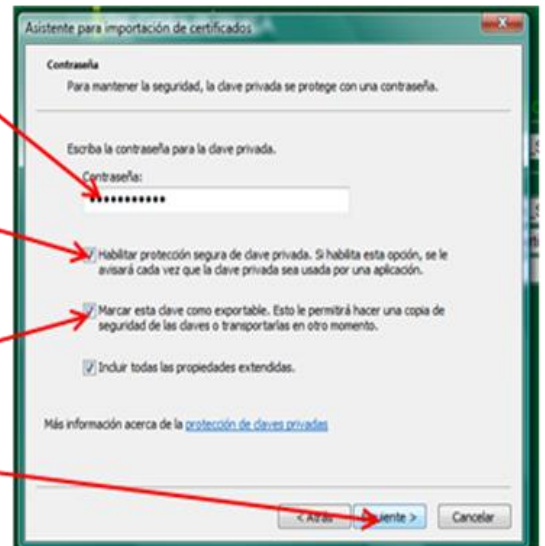 Asistente para importación de certificados
Contraseña
Para mantener la seguridad, la clave privada se protege con una contraseña.
Escriba la contraseña para la clave privada.
Contraseña:
•••••••••••
Habilitar protección segura de clave privada. Si habilita esta opción, se le
avisará cada vez que la clave privada sea usada por una aplicación.
Marcar esta clave como exportable. Esto le permitirá hacer una copia de
seguridad de las claves o transportarlas en otro momento.
Incluir todas las propiedades extendidas.
Más información acerca de la protección de claves privadas
< Atrás Siguiente > Cancelar